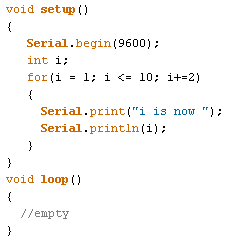 void setup()
{
Serial.begin(9600);
int i;
for(i = 1; i <= 10; i+=2)
{
Serial.print("i is now ");
Serial.println(i);
}
}
void loop()
{
//empty
}